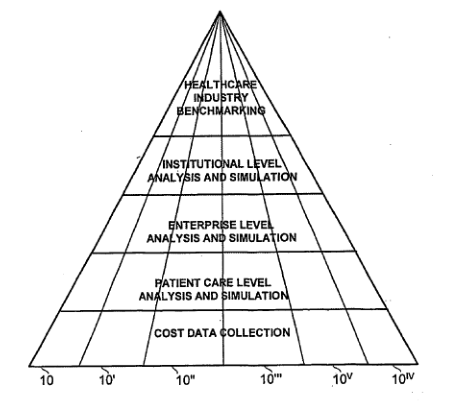 HEALTHCARE
INDUSTRY
BENCHMARKING
INSTITUTIONAL LEVEL
ANALYSIS AND SIMULATION
ENTERPRISE LEVEL
ANALYSIS AND SIMULATION
PATIENT CARE LEVEL
ANALYSIS AND SIMULATION
COST DATA COLLECTION
10 10' 10'' 10''' 10V 10IV